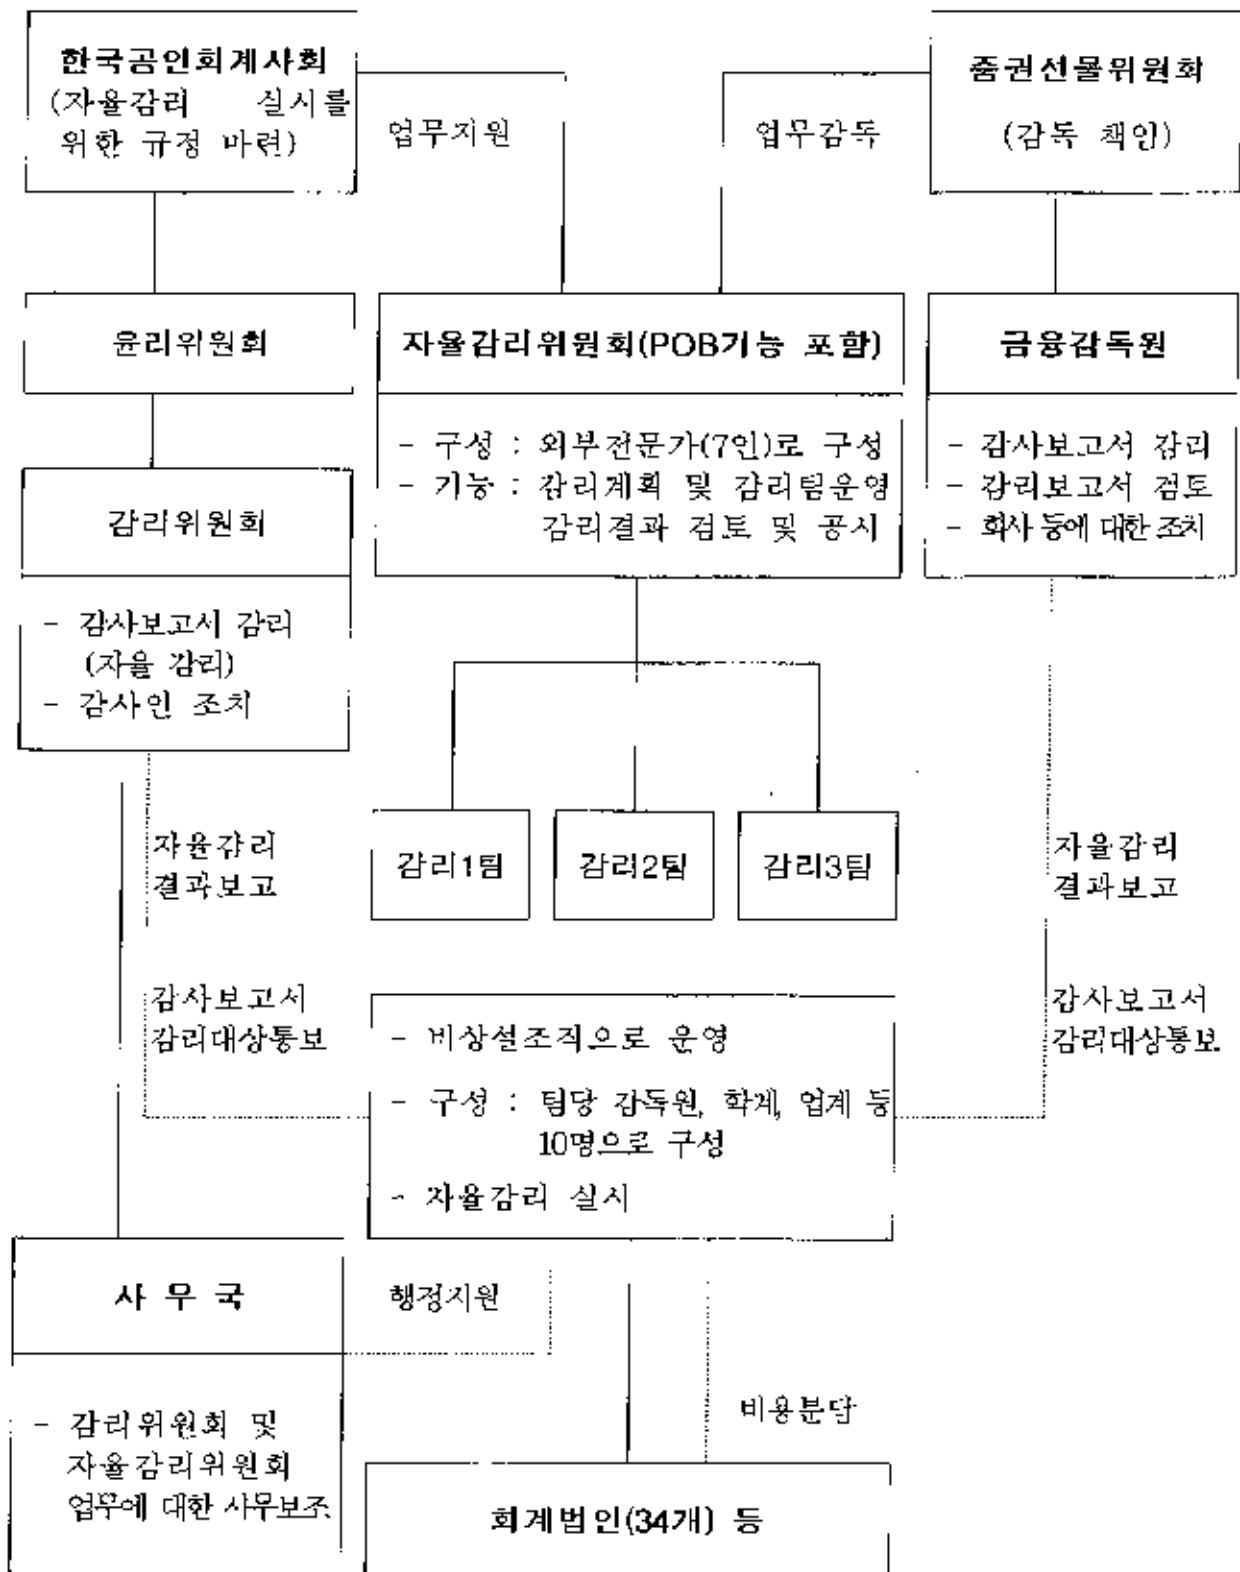 한국공인회계사회
(자율감리 실시를
위한 규정 마련)
업무지원
업무감독
증권선물위원회
(감독 책임)
윤리위원회
자율감리위원회(POB기능 포함)
금융감독원
- 구성 : 외부전문가(7인)로 구성
- 기능 : 감리계획 및 감리팀운영
감리결과 검토 및 공시
- 감사보고서 감리
- 감리보고서 검토
- 회사 등에 대한 조치
감리위원회
- 감사보고서 감리
(자율 감리)
- 감사인 조치
자율감리
결과보고
감리1팀
감리2팀
감리3팀
자율감리
결과보고
감사보고서
감리대상통보
- 비상설조직으로 운영
- 구성 : 팀당 감독원, 학계, 업계 등
10명으로 구성
- 자율감리 실시
감사보고서
감리대상통보
사 무 국
행정지원
- 감리위원회 및
자율감리위원회
업무에 대한 사무보조
비용분담
회계법인(34개) 등